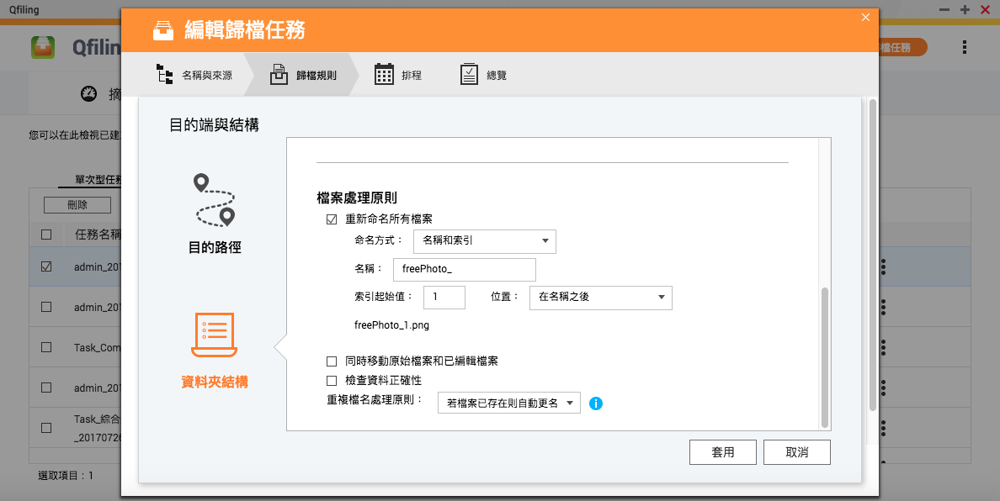 Qfiling
編輯歸檔任務
Qfilin
檔任務
名稱與來源
歸檔規則
排程
總覽
摘
目的端與結構
您可以在此檢視已建
單次型任務
刪除
任務名稱
admin_201
admin_201
Task_Com
admin_201
Task_綜合
_20170726
選取項目:1
目的路徑
資料夾結構
檔案處理原則
重新命名所有檔案
命名方式: 名稱和索引
名稱: freePhoto_
索引起始值: 1 位置: 在名稱之後
freePhoto_1.png
同時移動原始檔案和已編輯檔案
檢查資料正確性
重複檔名處理原則: 若檔案已存在則自動更名
套用 取消